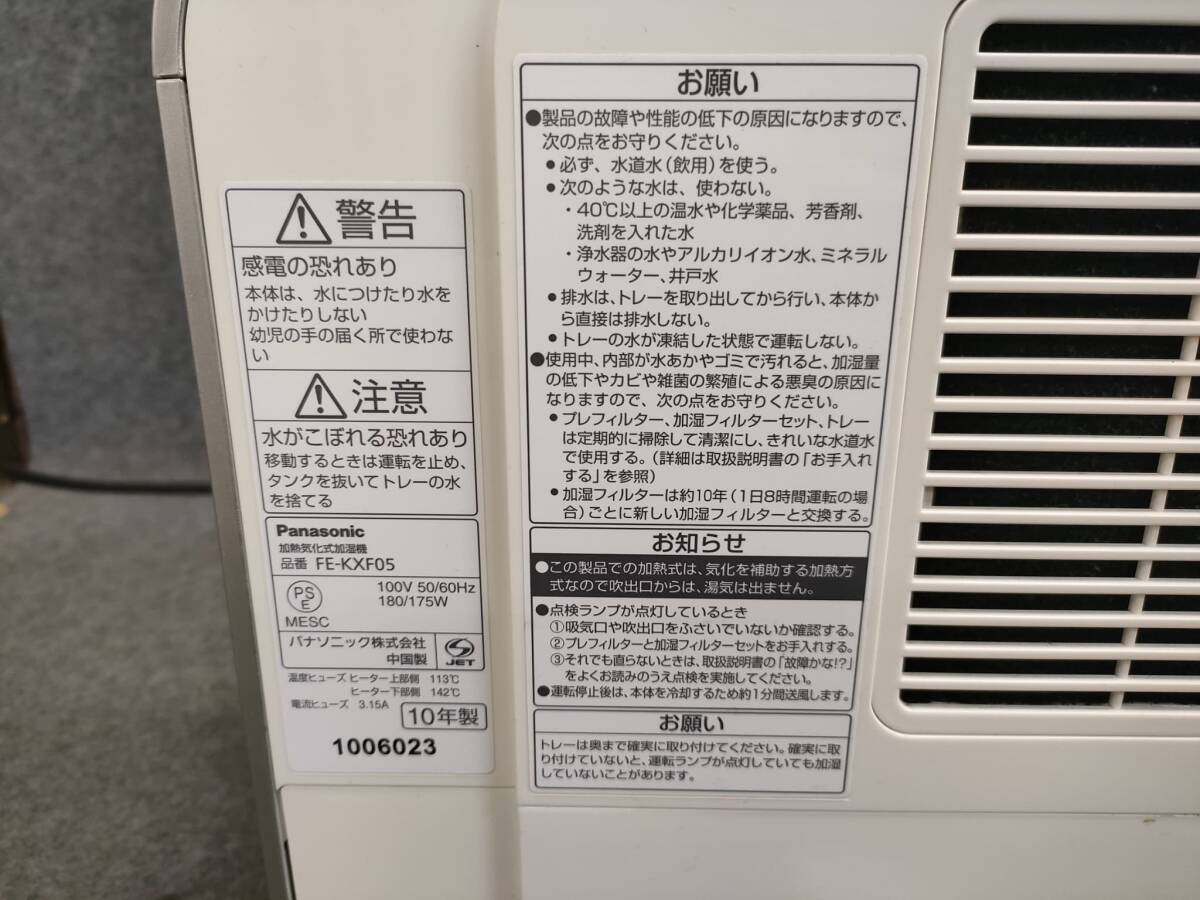 警告
感電の恐れあり
本体は、水につけたり水を
かけたりしない
幼児の手の届く所で使わな
い
注意
水がこぼれる恐れあり
移動するときは運転を止め、
タンクを抜いてトレーの水
を捨てる
Panasonic
加熱気化式加湿機
品番 FE-KXF05
PS
E
MESC
100V 50/60Hz
180/175W
パナソニック株式会社
中国製
JET
温度ヒューズ ヒーター上部側 113℃
ヒーター下部側 142℃
電流ヒューズ 3.15A
10年製
1006023
お願い
●製品の故障や性能の低下の原因になりますので、
次の点をお守りください。
●必ず、水道水(飲用)を使う。
●次のような水は、使わない。
・40℃以上の温水や化学薬品、芳香剤、
洗剤を入れた水
・浄水器の水やアルカリイオン水、ミネラル
ウォーター、井戸水
●排水は、トレーを取り出してから行い、本体か
ら直接は排水しない。
●トレーの水が凍結した状態で運転しない。
●使用中、内部が水あかやゴミで汚れると、加湿量
の低下やカビや雑菌の繁殖による悪臭の原因に
なりますので、次の点をお守りください。
●プレフィルター、加湿フィルターセット、トレー
は定期的に掃除して清潔にし、きれいな水道水
で使用する。(詳細は取扱説明書の「お手入れ
する」を参照)
●加湿フィルターは約10年(1日8時間運転の場
合)ごとに新しい加湿フィルターと交換する。
お知らせ
●この製品での加熱式は、気化を補助する加熱方
式なので吹出口からは、湯気は出ません。
●点検ランプが点灯しているとき
①吸気口や吹出口をふさいでいないか確認する。
②プレフィルターと加湿フィルターセットをお手入れする。
③それでも直らないときは、取扱説明書の「故障かな!?」
をよくお読みのうえ点検を実施してください。
●運転停止後は、本体を冷却するため約1分間送風します。
お願い
トレーは奥まで確実に取り付けてください。確実に取
り付けていないと、運転ランプが点灯していても加湿
していないことがあります。